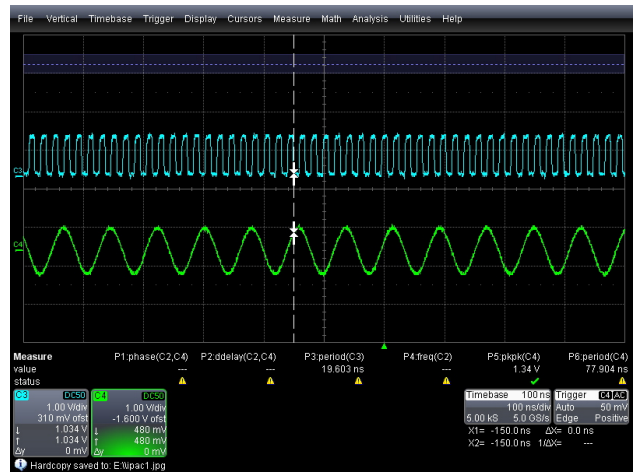 File Vertical Timebase Trigger Display Cursors Measure Math Analysis Utilities Help
C3
C4
Measure P1:phase(C2,C4) P2:ddelay(C2,C4) P3:period(C3) P4:freq(C2) P5:pkpk(C4) P6:period(C4)
value --- --- 19.603 ns --- 1.34 V 77.904 ns
status
C3 DC50
1.00 V/div
310 mV ofst
↓ 1.034 V
↑ 1.034 V
Δy 0 mV
C4 DC50
1.00 V/div
-1.600 V ofst
↓ 480 mV
↑ 480 mV
Δy 0 mV
Timebase 100 ns
100 ns/div
5.00 kS 5.0 GS/s
Trigger C4 AC
Auto 50 mV
Edge Positive
X1= -150.0 ns ΔX= 0.0 ns
X2= -150.0 ns 1/ΔX= ---
Hardcopy saved to: E:\\ipac1.jpg